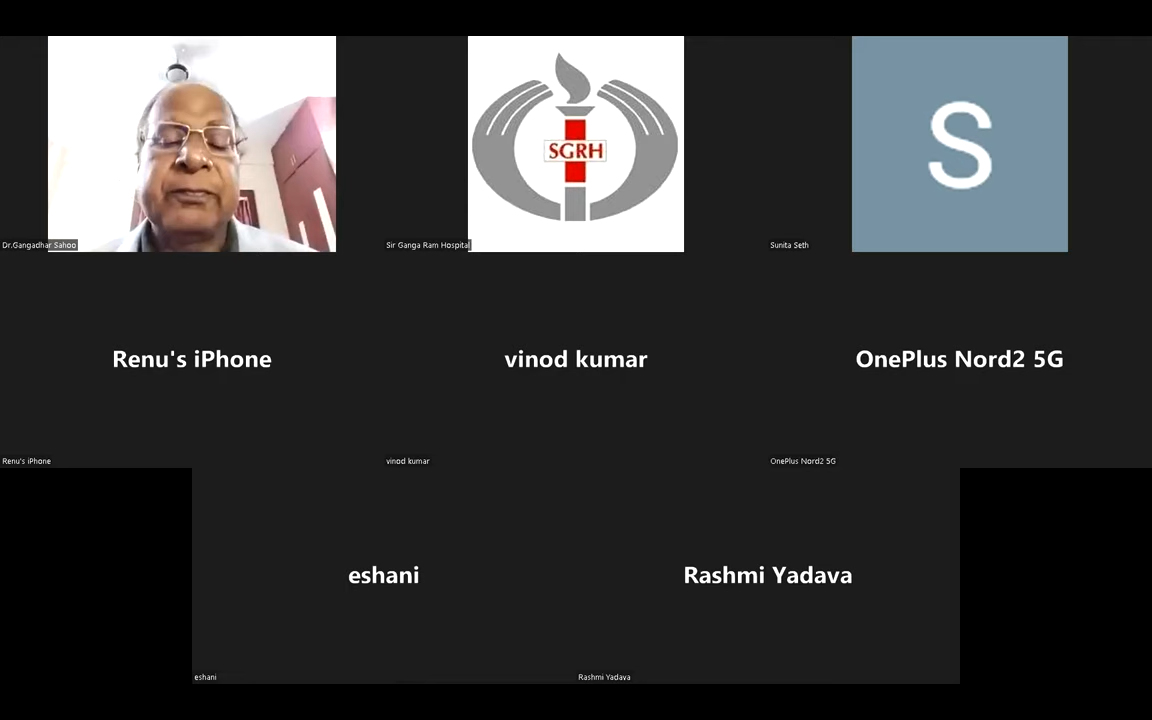 SGRH
S
Dr.Gangadhar Sahoo
Sir Ganga Ram Hospital
Sunita Seth
Renu's iPhone
vinod kumar
OnePlus Nord2 5G
Renu's iPhone
vinod kumar
OnePlus Nord2 5G
eshani
Rashmi Yadava
eshani
Rashmi Yadava